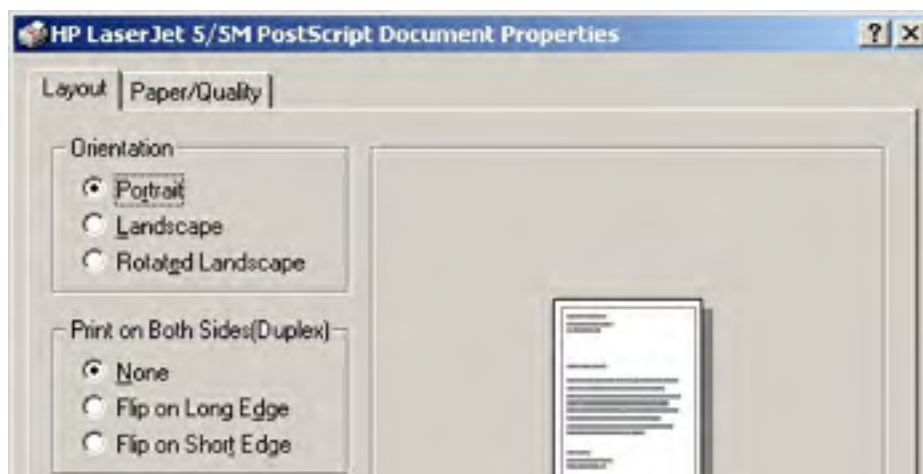 HP LaserJet 5/5M PostScript Document Properties
Layout Paper/Quality
Orientation
Portrait
Landscape
Rotated Landscape
Print on Both Sides(Duplex)
None
Flip on Long Edge
Flip on Short Edge